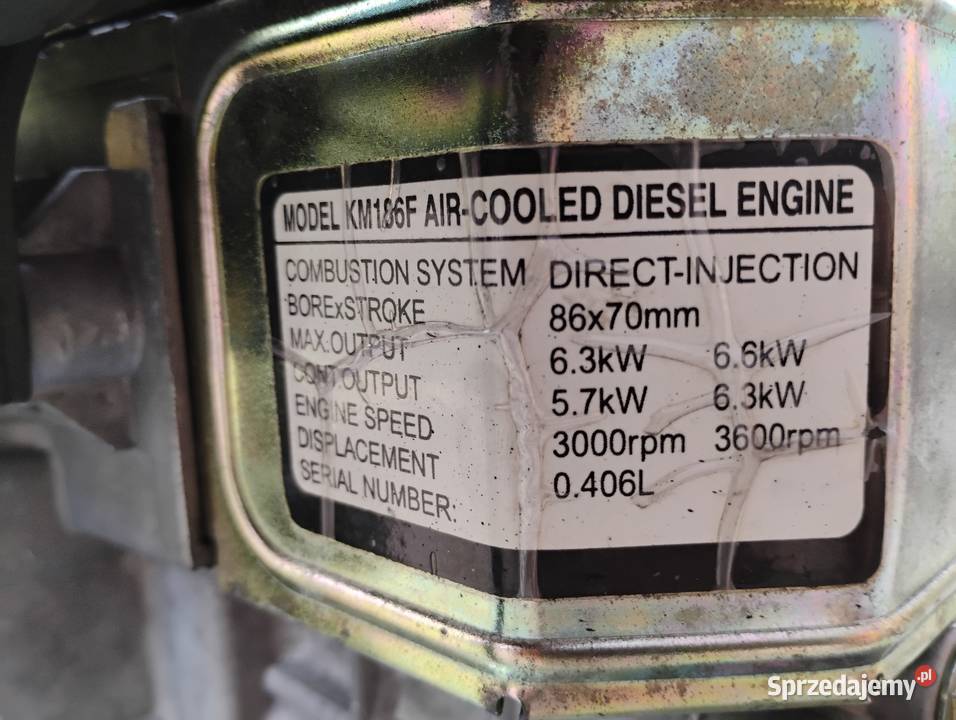 MODEL KM186F AIR-COOLED DIESEL ENGINE
COMBUSTION SYSTEM DIRECT-INJECTION
BORExSTROKE 86x70mm
MAX.OUTPUT 6.3kW 6.6kW
CONT.OUTPUT 5.7kW 6.3kW
ENGINE SPEED 3000rpm 3600rpm
DISPLACEMENT 0.406L
SERIAL NUMBER.
Sprzedajemy.pl